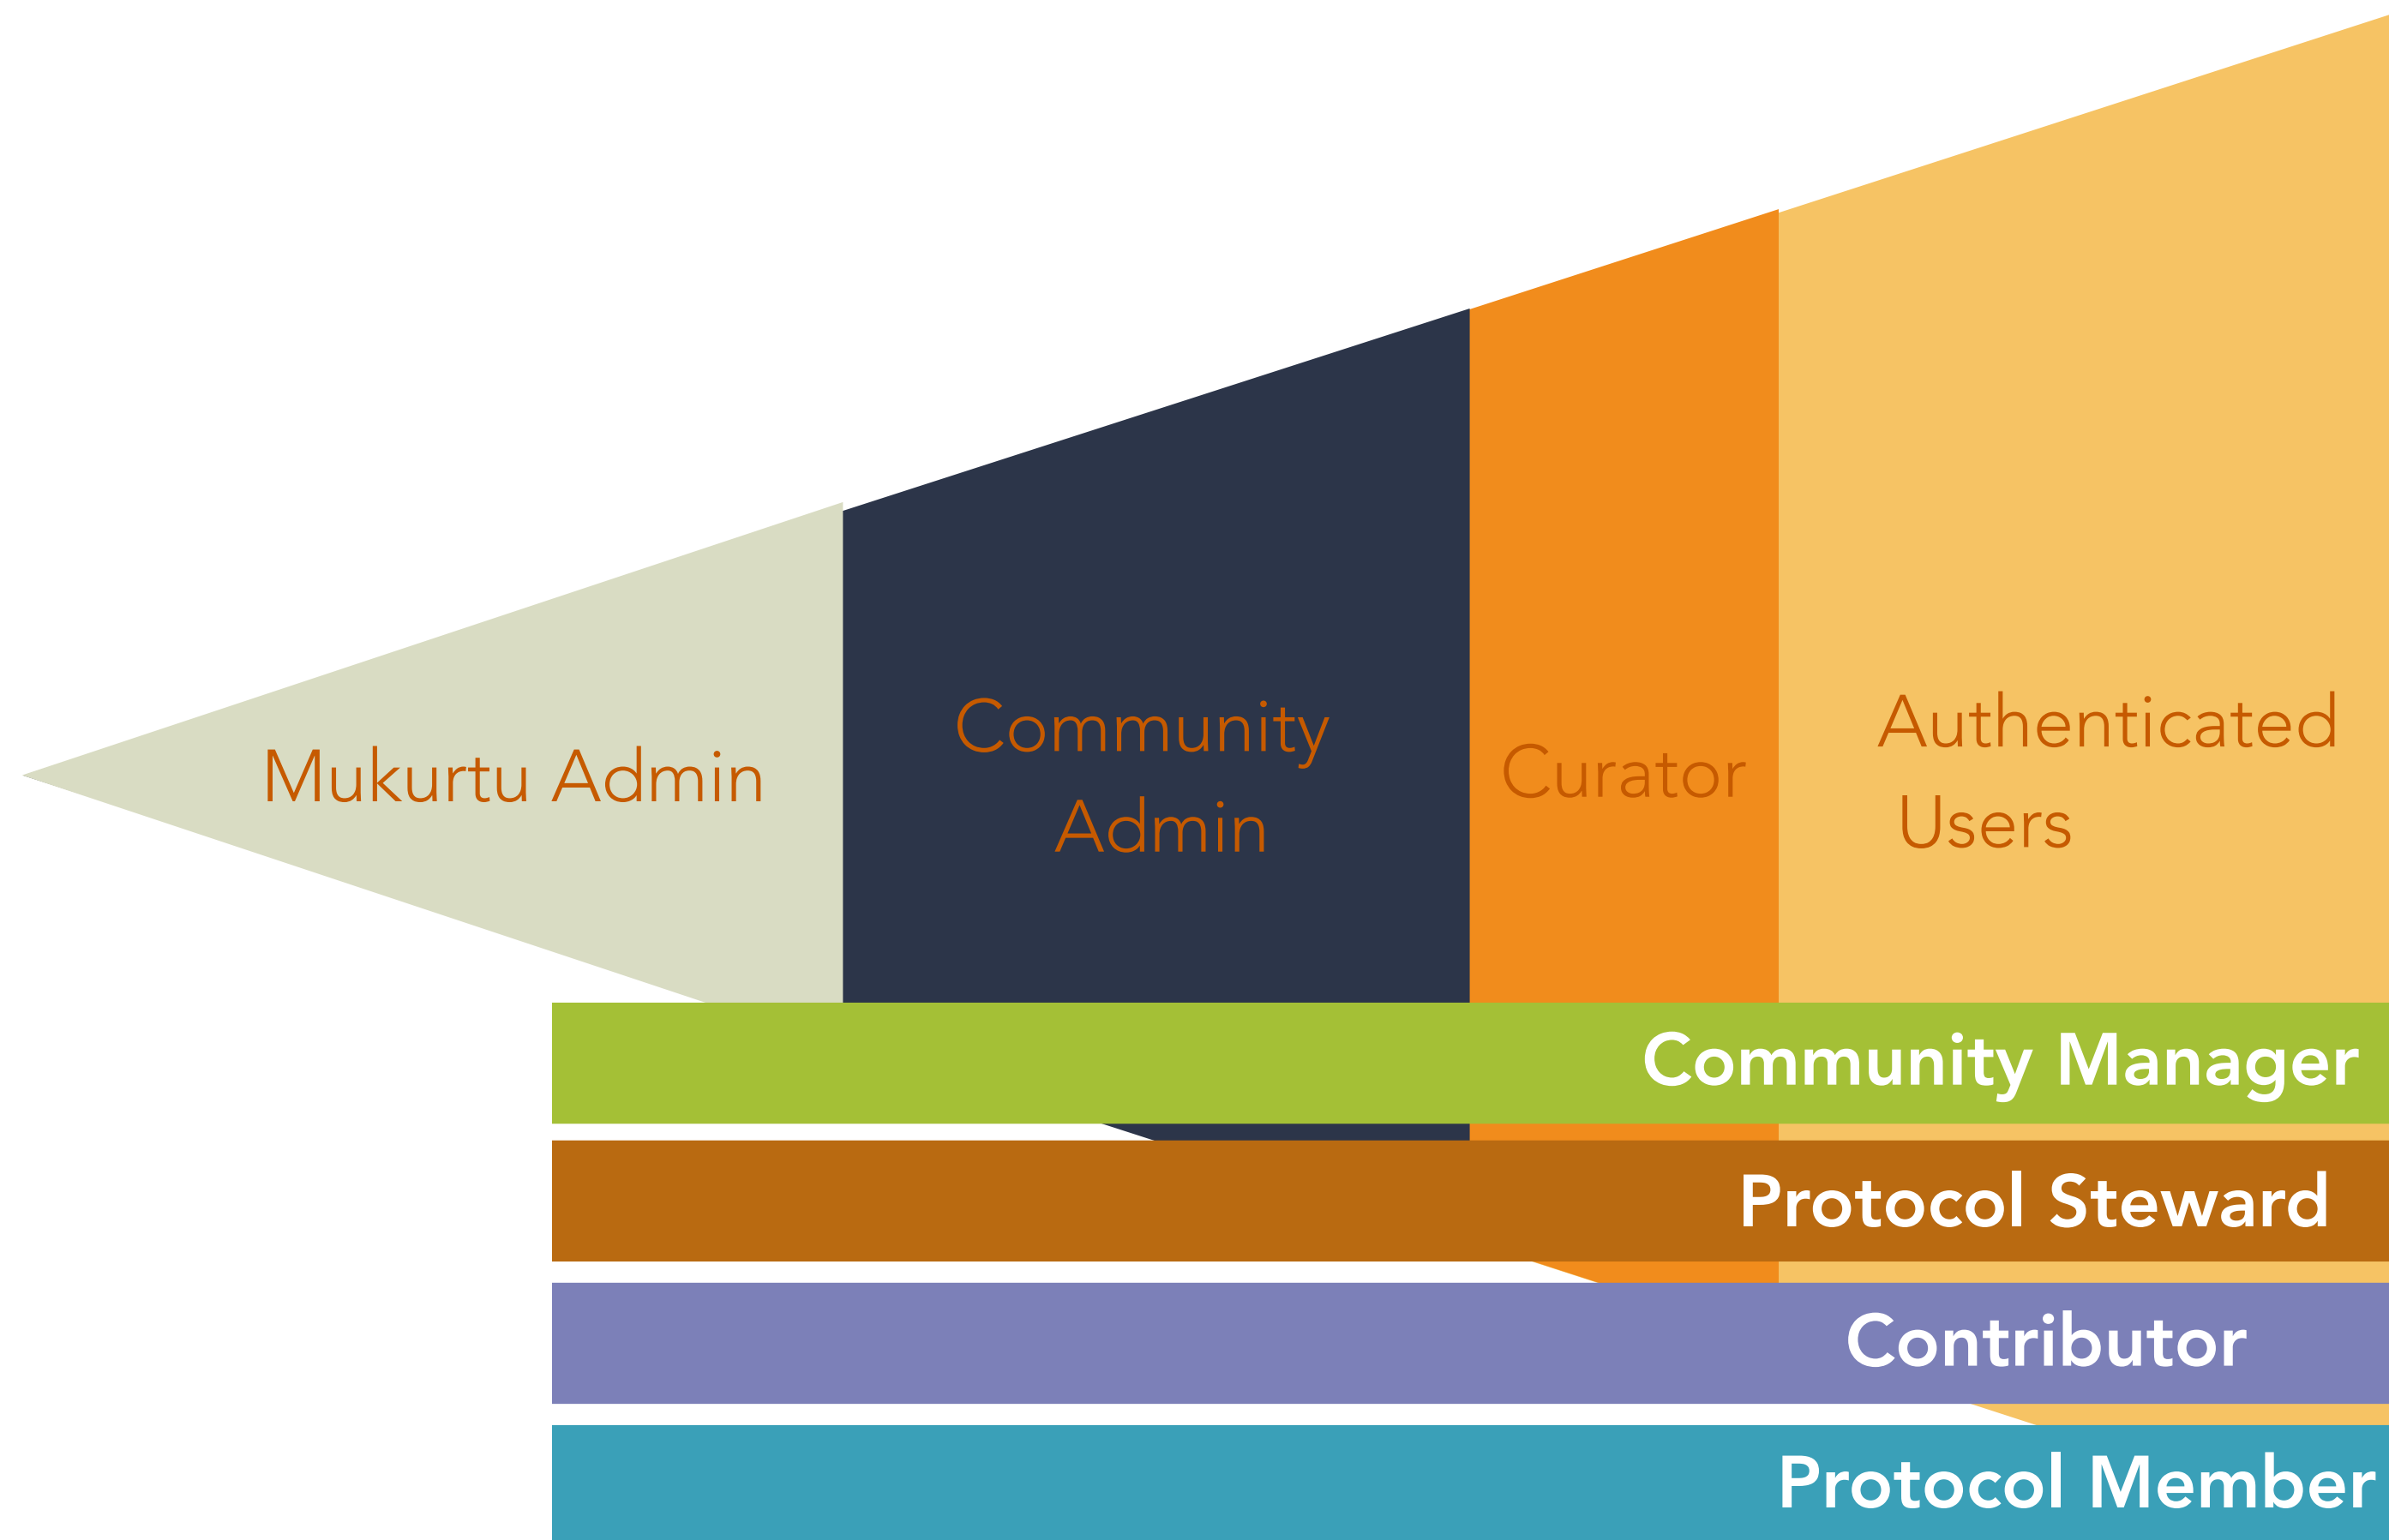 Mukurtu Admin
Community
Admin
Curator
Authenticated
Users
Community Manager
Protocol Steward
Contributor
Protocol Member